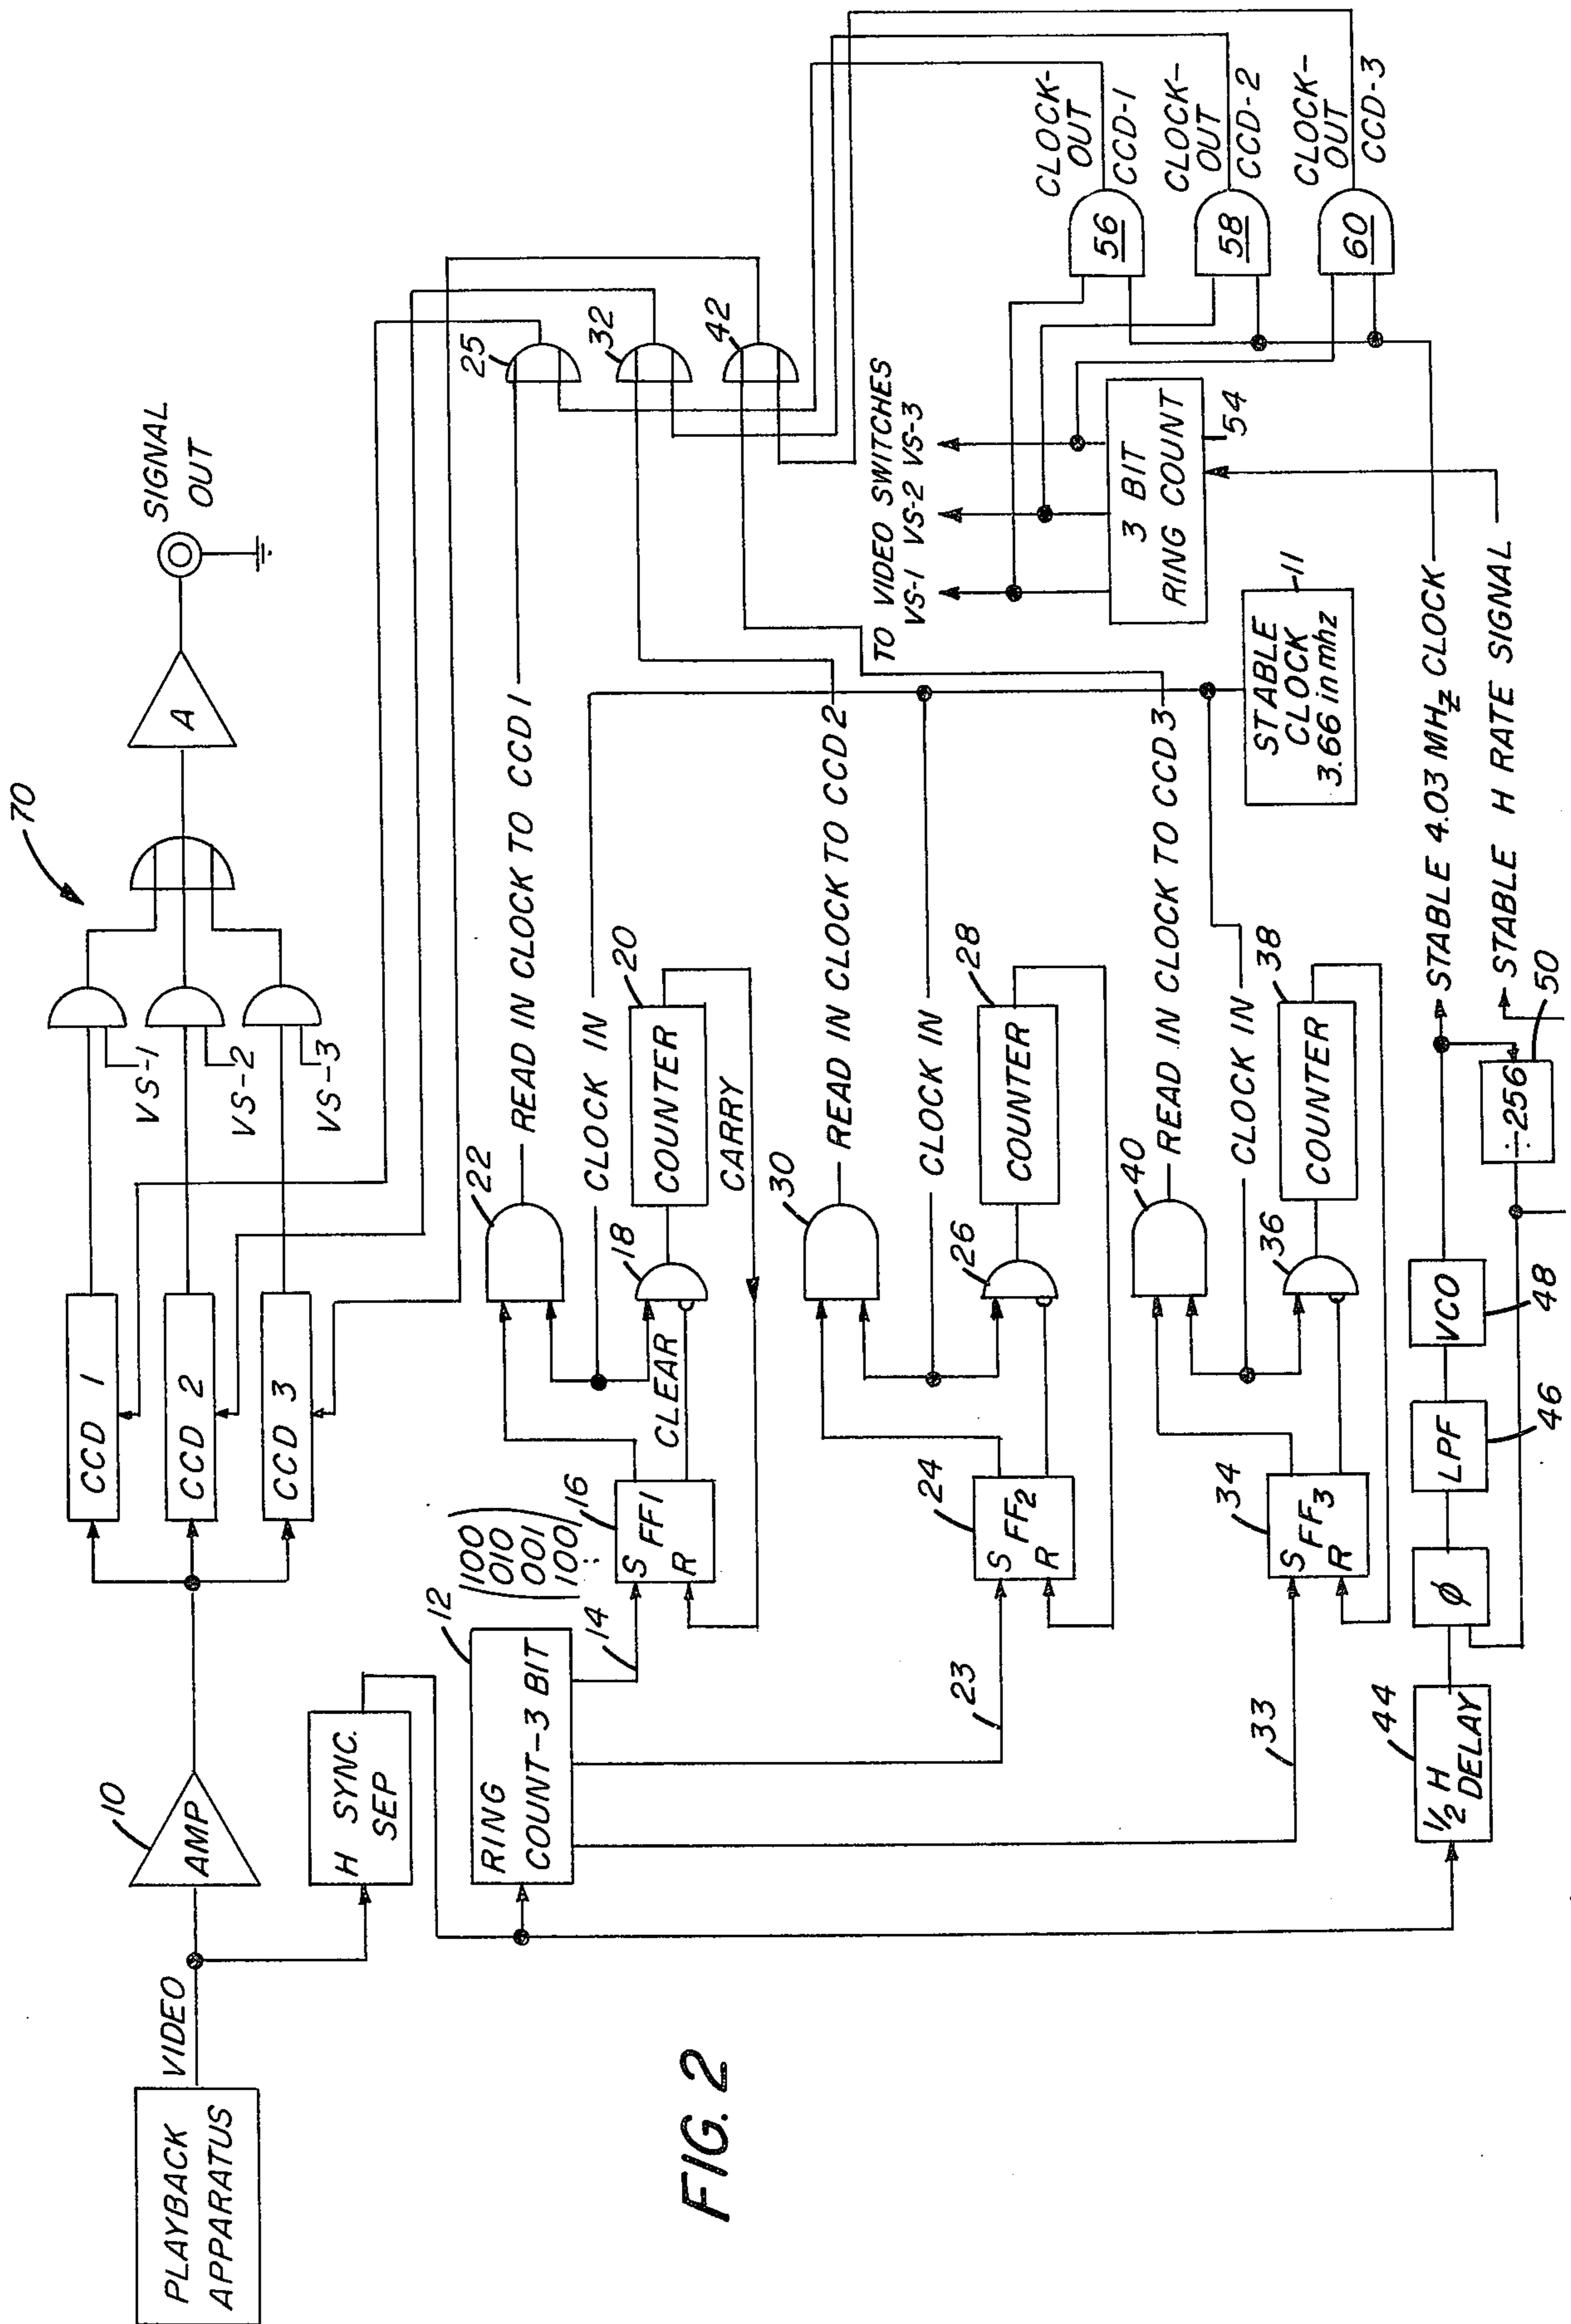 FIG. 2
PLAYBACK
APPARATUS
VIDEO
10
AMP
CCD 1
CCD 2
CCD 3
VS-1
VS-2
VS-3
70
A
SIGNAL
OUT
H SYNC.
SEP
12
RING
COUNT-3 BIT
100
010
001
100
14
16
S FF1
R
CLEAR
18
20
COUNTER
CARRY
22
READ IN CLOCK TO CCD 1
CLOCK IN
23
24
S FF2
R
26
28
COUNTER
30
READ IN CLOCK TO CCD 2
CLOCK IN
33
34
S FF3
R
36
38
COUNTER
40
READ IN CLOCK TO CCD 3
CLOCK IN
25
32
42
44
1/2 H
DELAY
ø
LPF
46
VCO
48
÷256
50
STABLE 4.03 MHz CLOCK
STABLE H RATE SIGNAL
STABLE
CLOCK
3.66 in mhz
11
TO VIDEO SWITCHES
VS-1 VS-2 VS-3
3 BIT
RING COUNT
54
56
CLOCK-
OUT
CCD-1
58
CLOCK-
OUT
CCD-2
60
CLOCK-
OUT
CCD-3